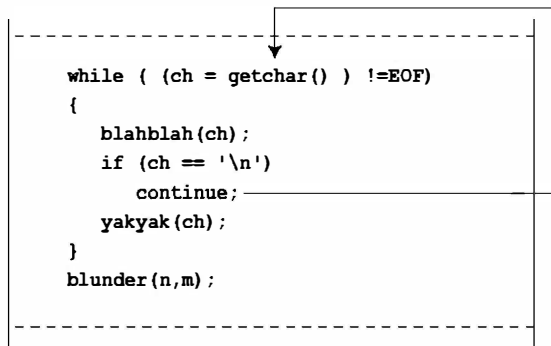 while ( (ch = getchar() ) !=EOF)
{
blahblah(ch);
if (ch == '\n')
continue;
yakyak(ch);
}
blunder(n,m);